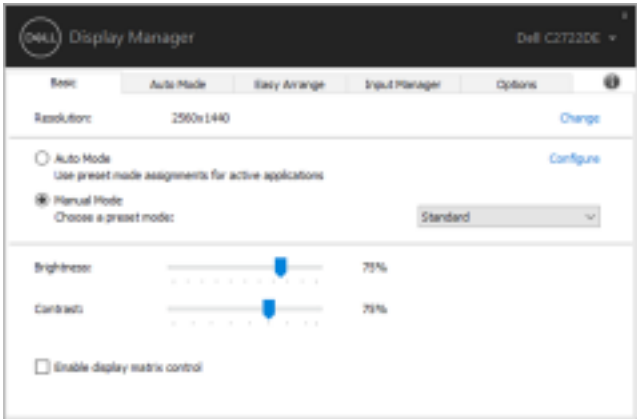 DELL Display Manager
Dell C2722DE
Basic Auto Mode Easy Arrange Input Manager Options
Resolution: 2560x1440 Change
Auto Mode Configure
Use preset mode assignments for active applications
Manual Mode
Choose a preset mode: Standard
Brightness: 75%
Contrast: 75%
Enable display matrix control